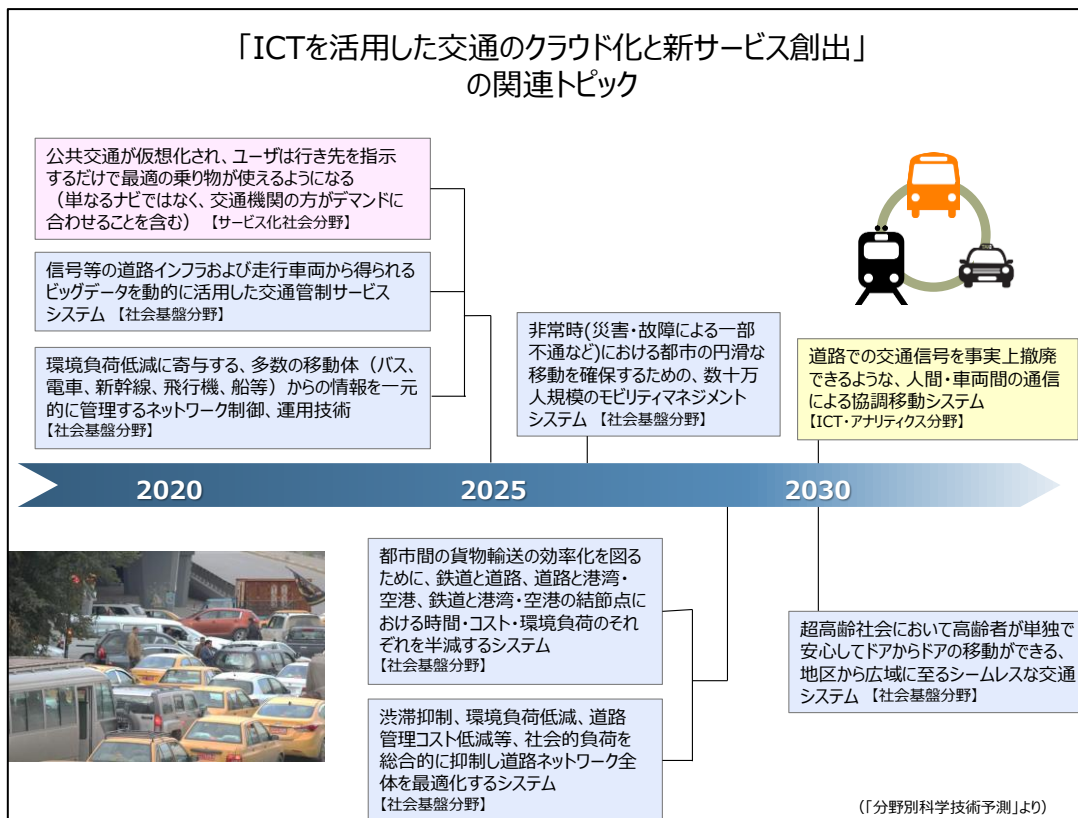 「ICTを活用した交通のクラウド化と新サービス創出」
の関連トピック
公共交通が仮想化され、ユーザは行き先を指示
するだけで最適の乗り物が使えるようになる
（単なるナビではなく、交通機関の方がデマンドに
合わせることを含む）【サービス化社会分野】
信号等の道路インフラおよび走行車両から得られる
ビッグデータを動的に活用した交通管制サービス
システム【社会基盤分野】
環境負荷低減に寄与する、多数の移動体（バス、
電車、新幹線、飛行機、船等）からの情報を一元
的に管理するネットワーク制御、運用技術
【社会基盤分野】
非常時(災害・故障による一部
不通など)における都市の円滑な
移動を確保するための、数十万
人規模のモビリティマネジメント
システム【社会基盤分野】
道路での交通信号を事実上撤廃
できるような、人間・車両間の通信
による協調移動システム
【ICT・アナリティクス分野】
2020 2025 2030
都市間の貨物輸送の効率化を図る
ために、鉄道と道路、道路と港湾・
空港、鉄道と港湾・空港の結節点に
おける時間・コスト・環境負荷のそれ
ぞれを半減するシステム
【社会基盤分野】
渋滞抑制、環境負荷低減、道路
管理コスト低減等、社会的負荷を
総合的に抑制し道路ネットワーク全
体を最適化するシステム
【社会基盤分野】
超高齢社会において高齢者が単独で
安心してドアからドアの移動ができる、
地区から広域に至るシームレスな交通
システム【社会基盤分野】
（「分野別科学技術予測」より）